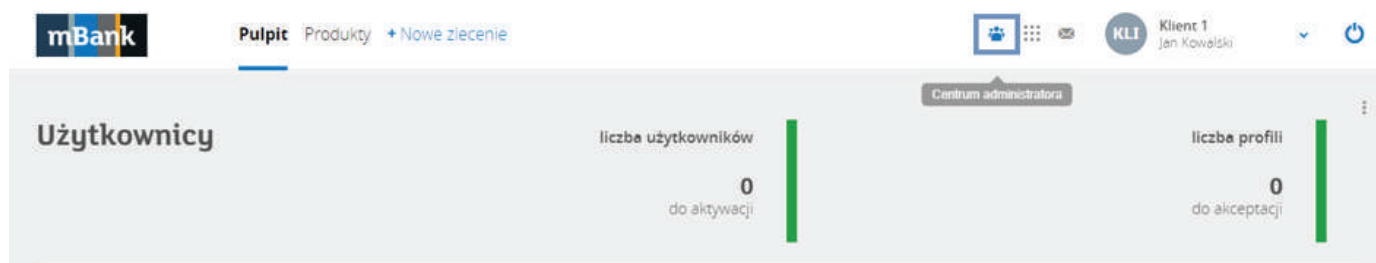 mBank
Pulpit Produkty + Nowe zlecenie
KLI
Klient 1
Jan Kowalski
Centrum administratora
Użytkownicy
liczba użytkowników
0
do aktywacji
liczba profili
0
do akceptacji